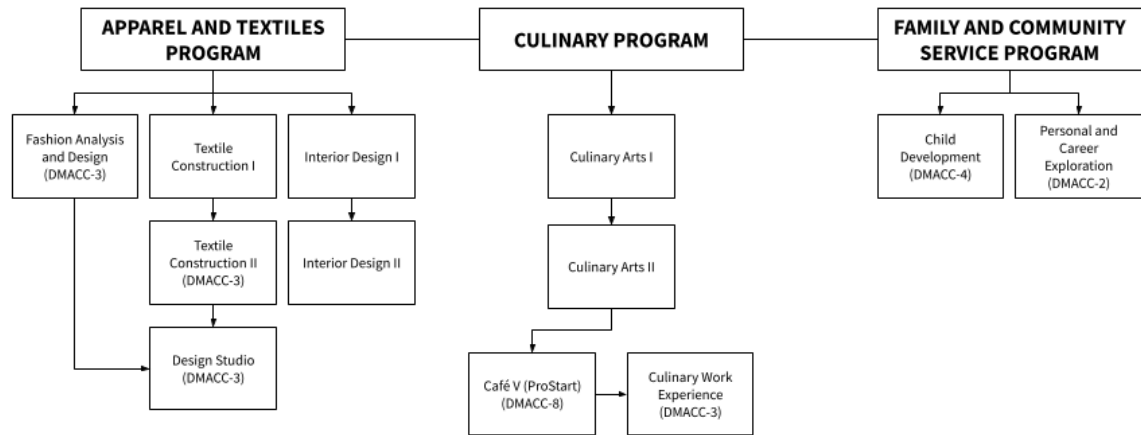 APPAREL AND TEXTILES
PROGRAM
CULINARY PROGRAM
FAMILY AND COMMUNITY
SERVICE PROGRAM
Fashion Analysis
and Design
(DMACC-3)
Textile
Construction I
Interior Design I
Culinary Arts I
Child
Development
(DMACC-4)
Personal and
Career
Exploration
(DMACC-2)
Textile
Construction II
(DMACC-3)
Interior Design II
Culinary Arts II
Design Studio
(DMACC-3)
Café V (ProStart)
(DMACC-8)
Culinary Work
Experience
(DMACC-3)